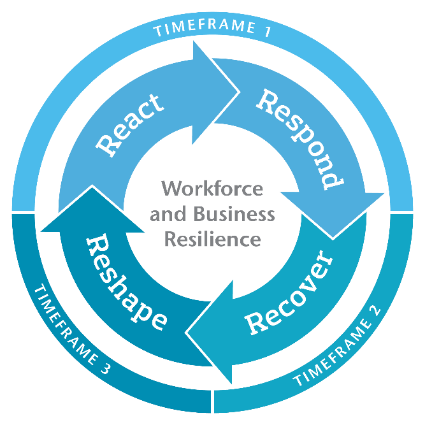 TIMEFRAME 1
React
Respond
Workforce
and Business
Resilience
Reshape
Recover
TIMEFRAME 3
TIMEFRAME 2